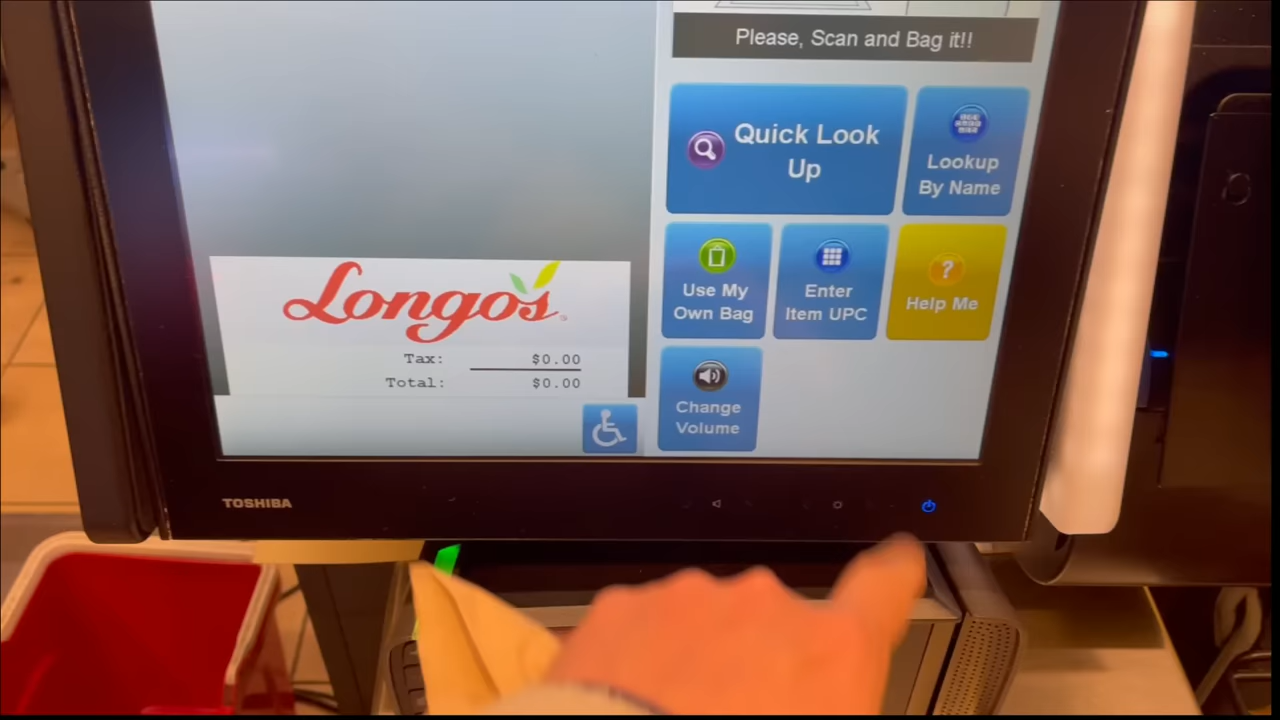 Please, Scan and Bag it!!
Quick Look
Up
Lookup
By Name
Use My
Own Bag
Enter
Item UPC
?
Help Me
Longo's
Tax: $0.00
Total: $0.00
Change
Volume
TOSHIBA